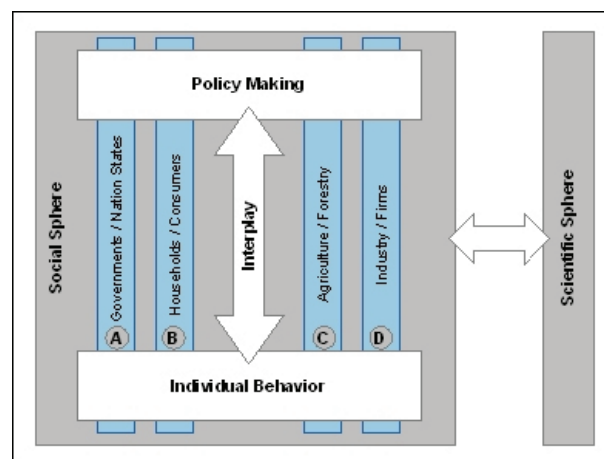 Policy Making
Social Sphere
Governments / Nation States
Households / Consumers
Interplay
Agriculture / Forestry
Industry / Firms
Scientific Sphere
A
B
C
D
Individual Behavior